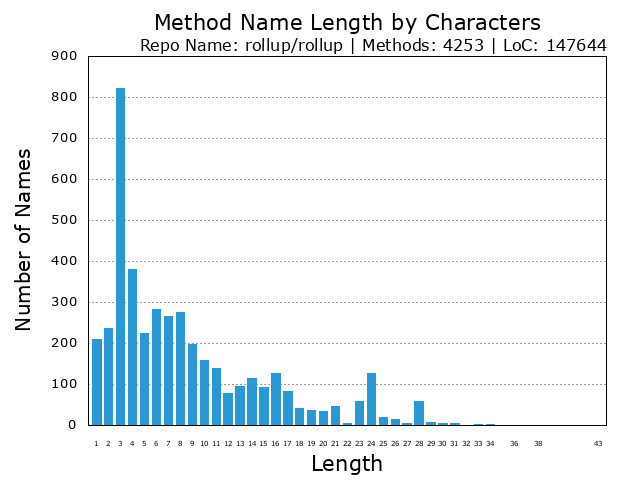 Method Name Length by Characters
Repo Name: rollup/rollup | Methods: 4253 | LoC: 147644
900
800
700
600
500
400
300
200
100
0
Number of Names
1 2 3 4 5 6 7 8 9 10 11 12 13 14 15 16 17 18 19 20 21 22 23 24 25 26 27 28 29 30 31 32 33 34 36 38 43
Length